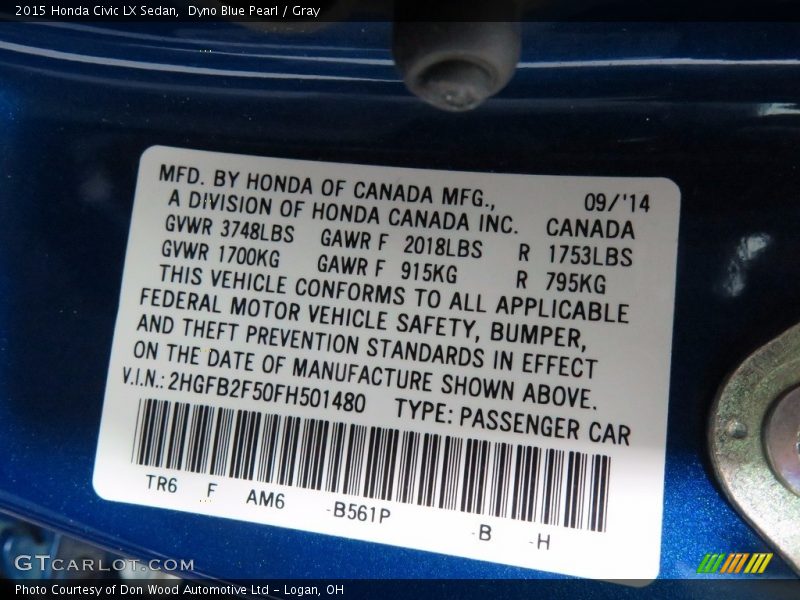 2015 Honda Civic LX Sedan,  Dyno Blue Pearl / Gray
MFD. BY HONDA OF CANADA MFG., 09/'14
A DIVISION OF HONDA CANADA INC. CANADA
GVWR 3748LBS GAWR F 2018LBS R 1753LBS
GVWR 1700KG GAWR F 915KG R 795KG
THIS VEHICLE CONFORMS TO ALL APPLICABLE
FEDERAL MOTOR VEHICLE SAFETY, BUMPER,
AND THEFT PREVENTION STANDARDS IN EFFECT
ON THE DATE OF MANUFACTURE SHOWN ABOVE.
V.I.N.: 2HGFB2F50FH501480 TYPE: PASSENGER CAR
TR6 F AM6 -B561P -B -H
GTCARLOT.COM
Photo Courtesy of Don Wood Automotive Ltd - Logan, OH